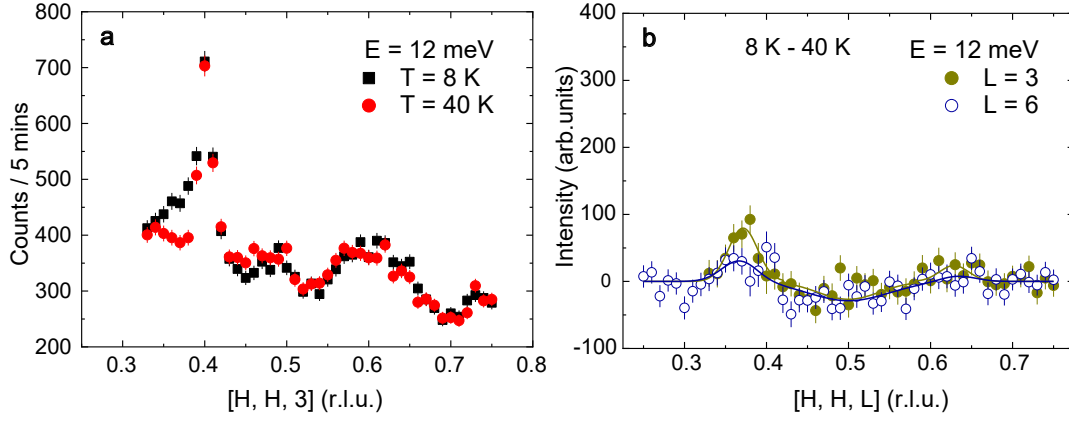 a
E = 12 meV
T = 8 K
T = 40 K
800
700
600
500
400
300
200
Counts / 5 mins
0.3 0.4 0.5 0.6 0.7 0.8
[H, H, 3] (r.l.u.)
b
8 K - 40 K
E = 12 meV
L = 3
L = 6
400
300
200
100
0
-100
Intensity (arb.units)
0.3 0.4 0.5 0.6 0.7
[H, H, L] (r.l.u.)